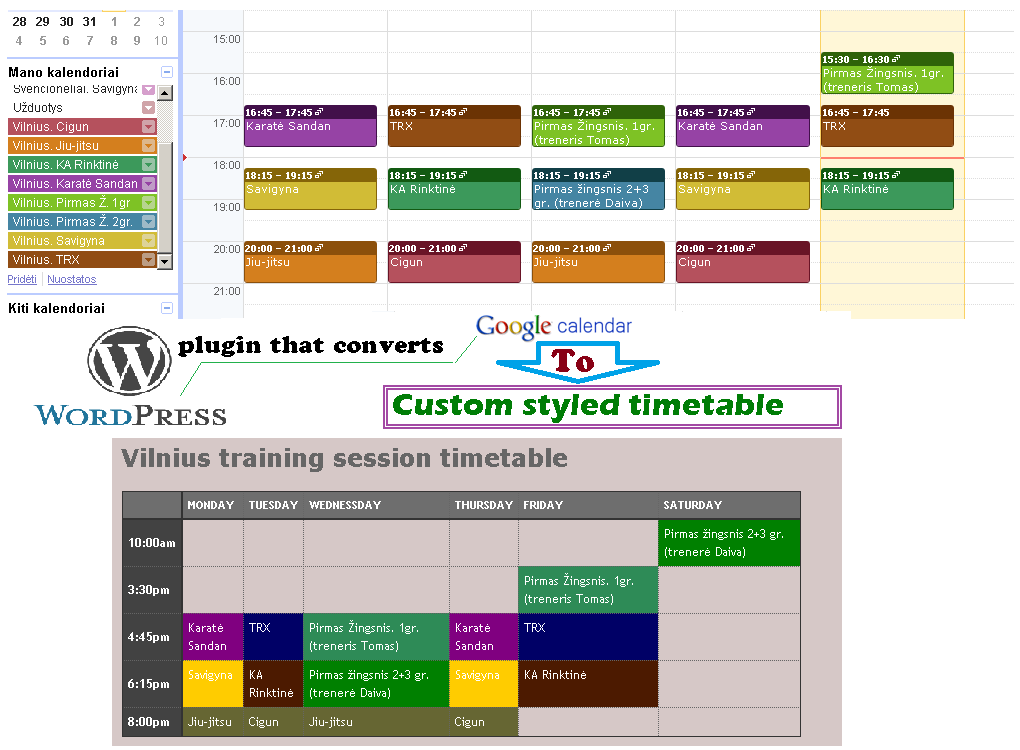 28 29 30 31 1 2 3
4 5 6 7 8 9 10
Mano kalendoriai
Švenčionėliai. Savigyna
Užduotys
Vilnius. Cigun
Vilnius. Jiu-jitsu
Vilnius. KA Rinktinė
Vilnius. Karatė Sandan
Vilnius. Pirmas Ž. 1gr
Vilnius. Pirmas Ž. 2gr.
Vilnius. Savigyna
Vilnius. TRX
Pridėti Nuostatos
Kiti kalendoriai
15:00
15:30 – 16:30
Pirmas Žingsnis. 1gr.
(treneris Tomas)
16:00
16:45 – 17:45 16:45 – 17:45 16:45 – 17:45 16:45 – 17:45 16:45 – 17:45
17:00 Karatė Sandan TRX Pirmas Žingsnis. 1gr. Karatė Sandan TRX
(treneris Tomas)
18:00
18:15 – 19:15 18:15 – 19:15 18:15 – 19:15 18:15 – 19:15 18:15 – 19:15
Savigyna KA Rinktinė Pirmas žingsnis 2+3 Savigyna KA Rinktinė
gr. (trenerė Daiva)
19:00
20:00 20:00 – 21:00 20:00 – 21:00 20:00 – 21:00 20:00 – 21:00
Jiu-jitsu Cigun Jiu-jitsu Cigun
21:00
WORDPRESS
plugin that converts
Google calendar
To
Custom styled timetable
Vilnius training session timetable
MONDAY TUESDAY WEDNESSDAY THURSDAY FRIDAY SATURDAY
10:00am Pirmas žingsnis 2+3 gr.
(trenerė Daiva)
3:30pm Pirmas Žingsnis. 1gr.
(treneris Tomas)
4:45pm Karatė TRX Pirmas Žingsnis. 1gr. Karatė TRX
Sandan (treneris Tomas) Sandan
6:15pm Savigyna KA Pirmas žingsnis 2+3 gr. Savigyna KA Rinktinė
Rinktinė (trenerė Daiva)
8:00pm Jiu-jitsu Cigun Jiu-jitsu Cigun